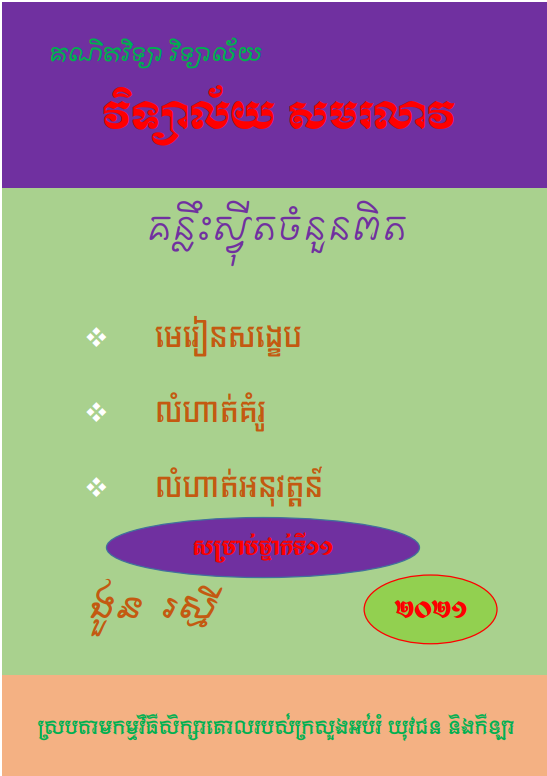 គណិតវិទ្យា វិទ្យាល័យ
វិទ្យាល័យ សមរលាវ
គន្លឹះស្វ៊ីតចំនួនពិត
មេរៀនសង្ខេប
លំហាត់គំរូ
លំហាត់អនុវត្តន៍
សម្រាប់ថ្នាក់ទី១១
ងួន រស្មី
២០២១
ស្របតាមកម្មវិធីសិក្សាគោលរបស់ក្រសួងអប់រំ យុវជន និងកីឡា